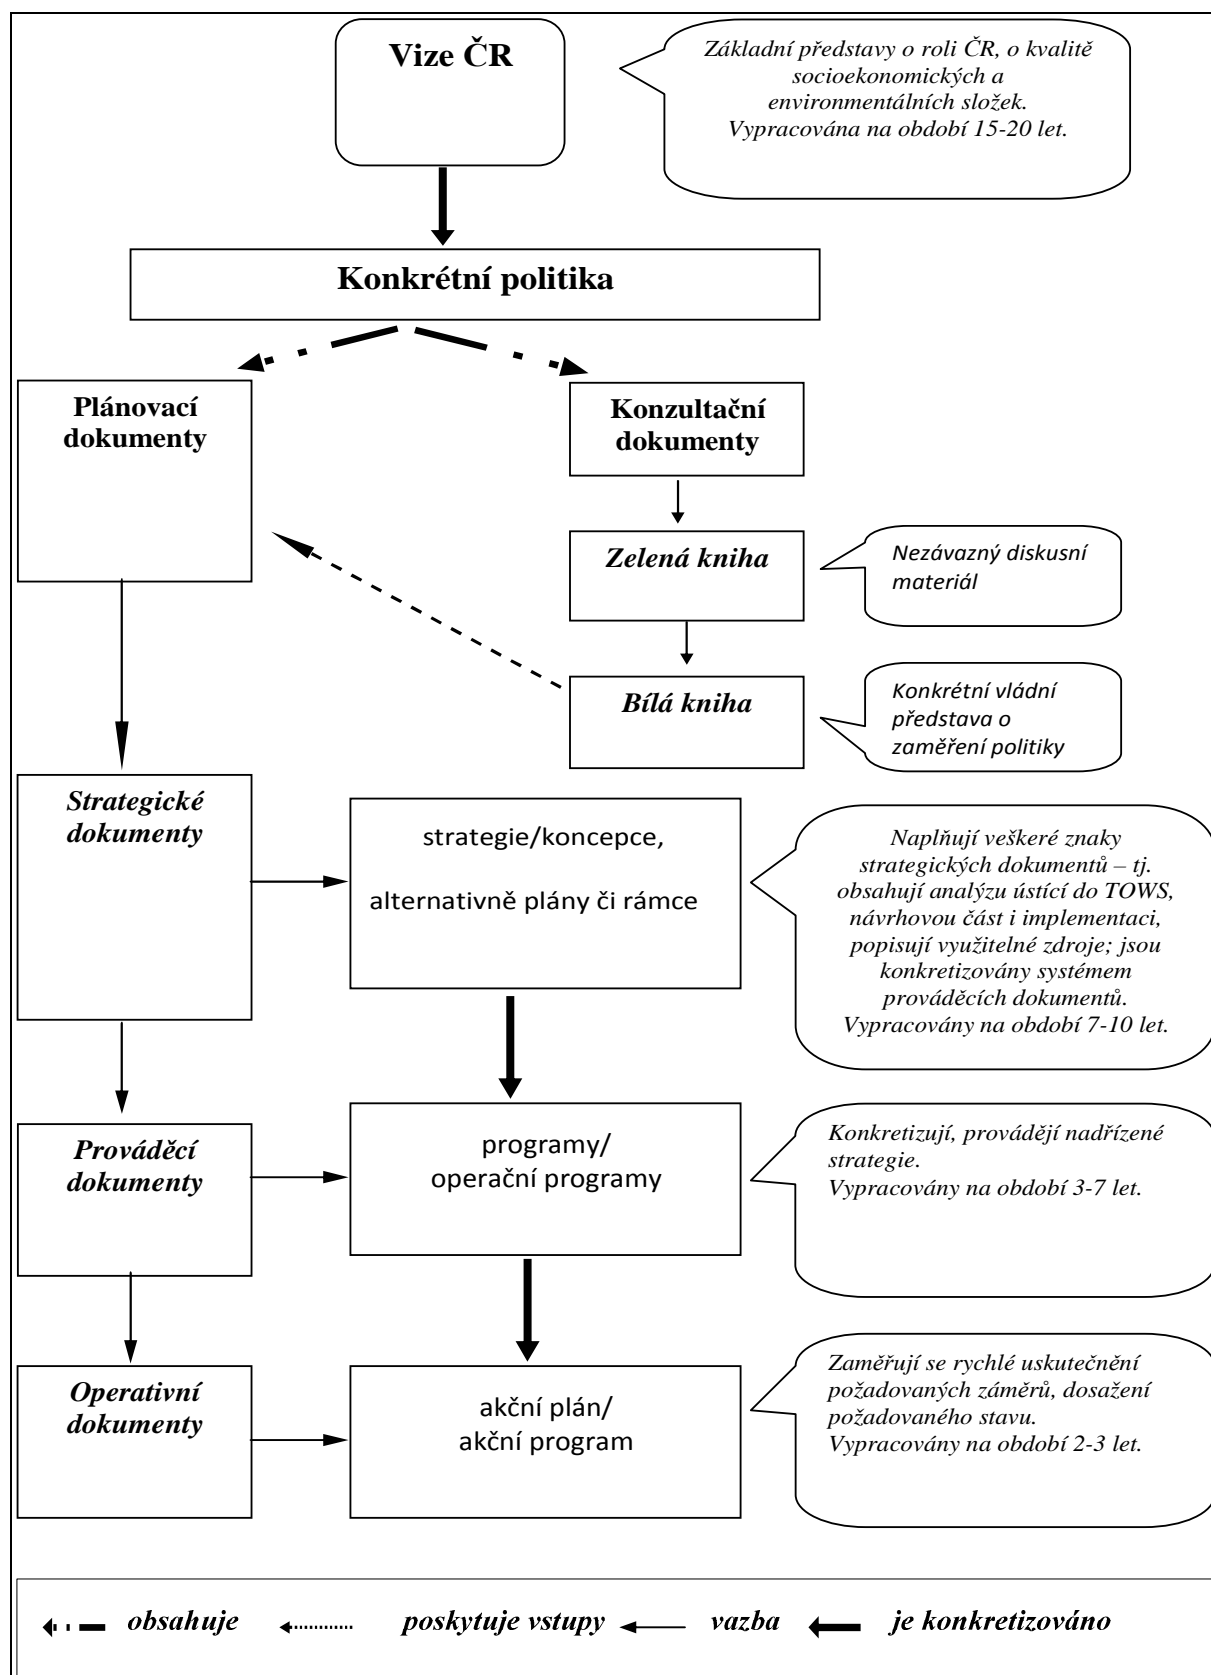 Vize ČR
Základní představy o roli ČR, o kvalitě
socioekonomických a
environmentálních složek.
Vypracována na období 15-20 let.
Konkrétní politika
Plánovací
dokumenty
Konzultační
dokumenty
Zelená kniha
Nezávazný diskusní
materiál
Bílá kniha
Konkrétní vládní
představa o
zaměření politiky
Strategické
dokumenty
strategie/koncepce,
alternativně plány či rámce
Naplňují veškeré znaky
strategických dokumentů – tj.
obsahují analýzu ústící do TOWS,
návrhovou část i implementaci,
popisují využitelné zdroje; jsou
konkretizovány systémem
prováděcích dokumentů.
Vypracovány na období 7-10 let.
Prováděcí
dokumenty
programy/
operační programy
Konkretizují, provádějí nadřízené
strategie.
Vypracovány na období 3-7 let.
Operativní
dokumenty
akční plán/
akční program
Zaměřují se rychlé uskutečnění
požadovaných záměrů, dosažení
požadovaného stavu.
Vypracovány na období 2-3 let.
obsahuje poskytuje vstupy vazba je konkretizováno